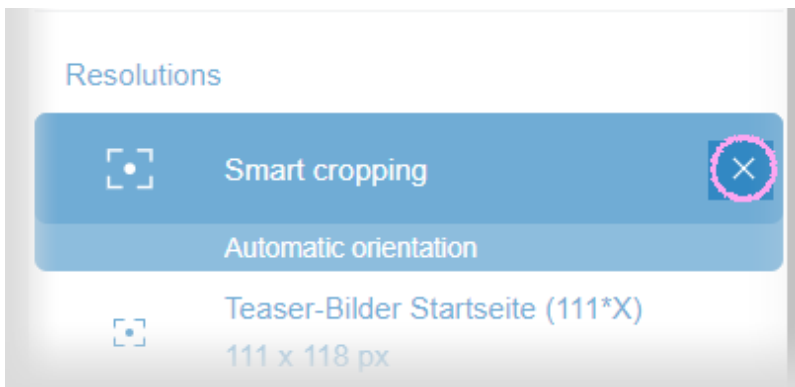 Resolutions
Smart cropping
Automatic orientation
Teaser-Bilder Startseite (111*X)
111 x 118 px